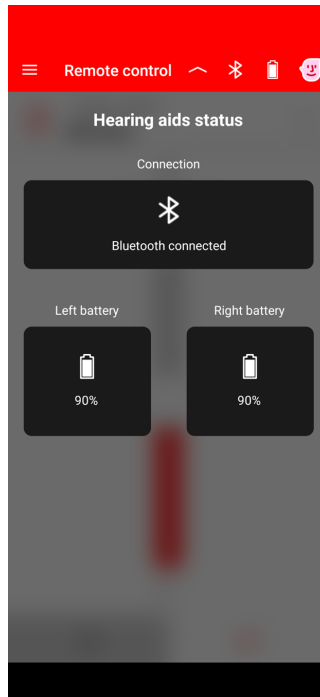 Remote control
Hearing aids status
Connection
Bluetooth connected
Left battery
Right battery
90%
90%